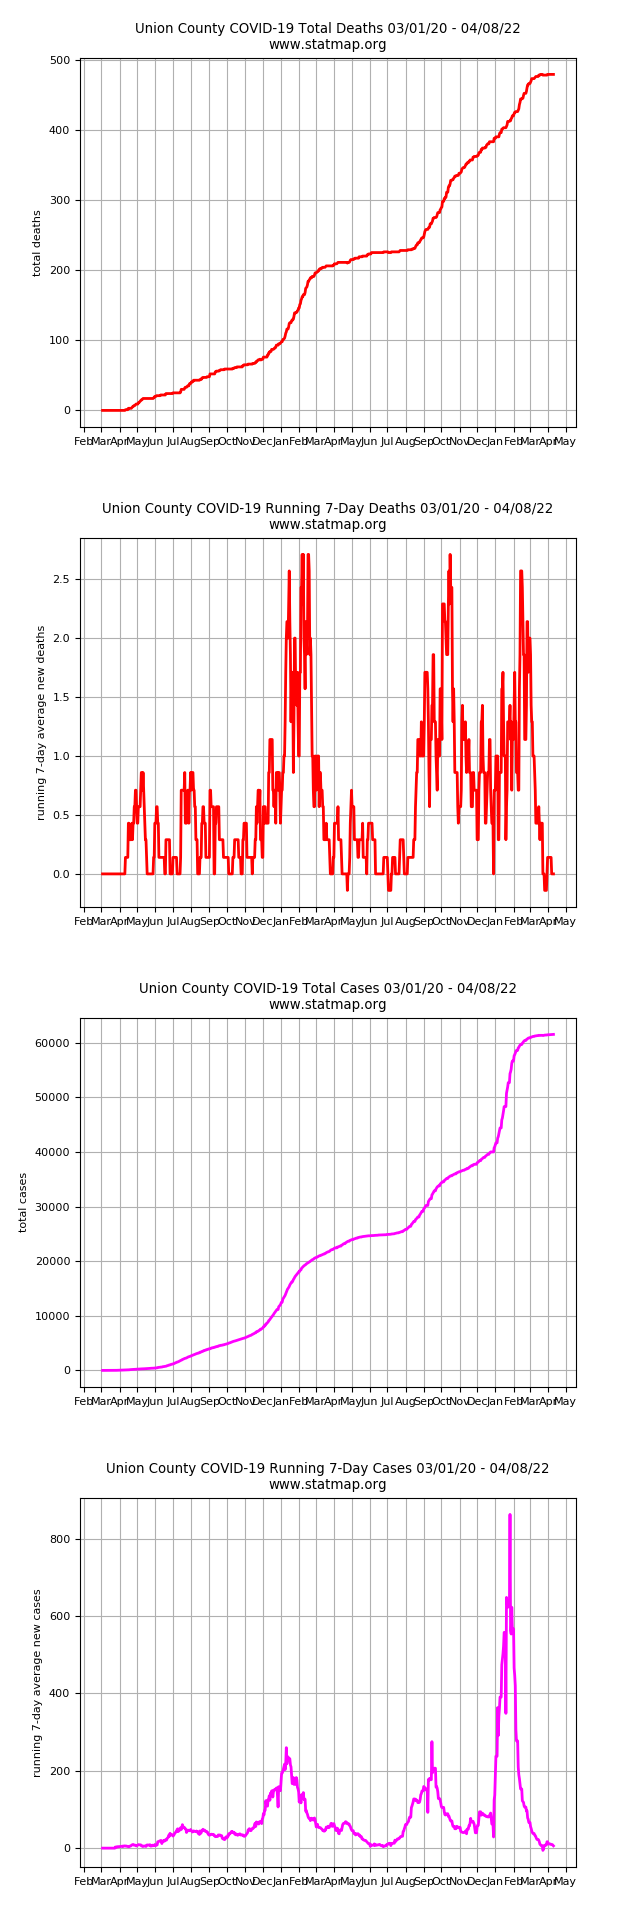 Union County COVID-19 Total Deaths 03/01/20 - 04/08/22
www.statmap.org
500
400
300
200
100
0
total deaths
Feb Mar Apr May Jun Jul Aug Sep Oct Nov Dec Jan Feb Mar Apr May Jun Jul Aug Sep Oct Nov Dec Jan Feb Mar Apr May
Union County COVID-19 Running 7-Day Deaths 03/01/20 - 04/08/22
www.statmap.org
2.5
2.0
1.5
1.0
0.5
0.0
running 7-day average new deaths
Feb Mar Apr May Jun Jul Aug Sep Oct Nov Dec Jan Feb Mar Apr May Jun Jul Aug Sep Oct Nov Dec Jan Feb Mar Apr May
Union County COVID-19 Total Cases 03/01/20 - 04/08/22
www.statmap.org
60000
50000
40000
30000
20000
10000
0
total cases
Feb Mar Apr May Jun Jul Aug Sep Oct Nov Dec Jan Feb Mar Apr May Jun Jul Aug Sep Oct Nov Dec Jan Feb Mar Apr May
Union County COVID-19 Running 7-Day Cases 03/01/20 - 04/08/22
www.statmap.org
800
600
400
200
0
running 7-day average new cases
Feb Mar Apr May Jun Jul Aug Sep Oct Nov Dec Jan Feb Mar Apr May Jun Jul Aug Sep Oct Nov Dec Jan Feb Mar Apr May